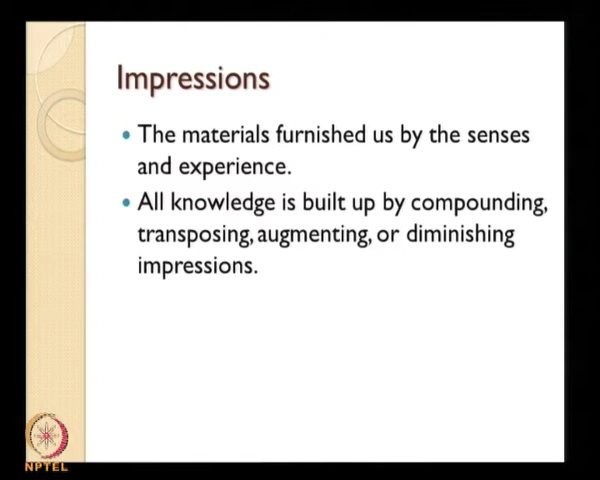 Impressions
• The materials furnished us by the senses
and experience.
• All knowledge is built up by compounding,
transposing, augmenting, or diminishing
impressions.
NPTEL